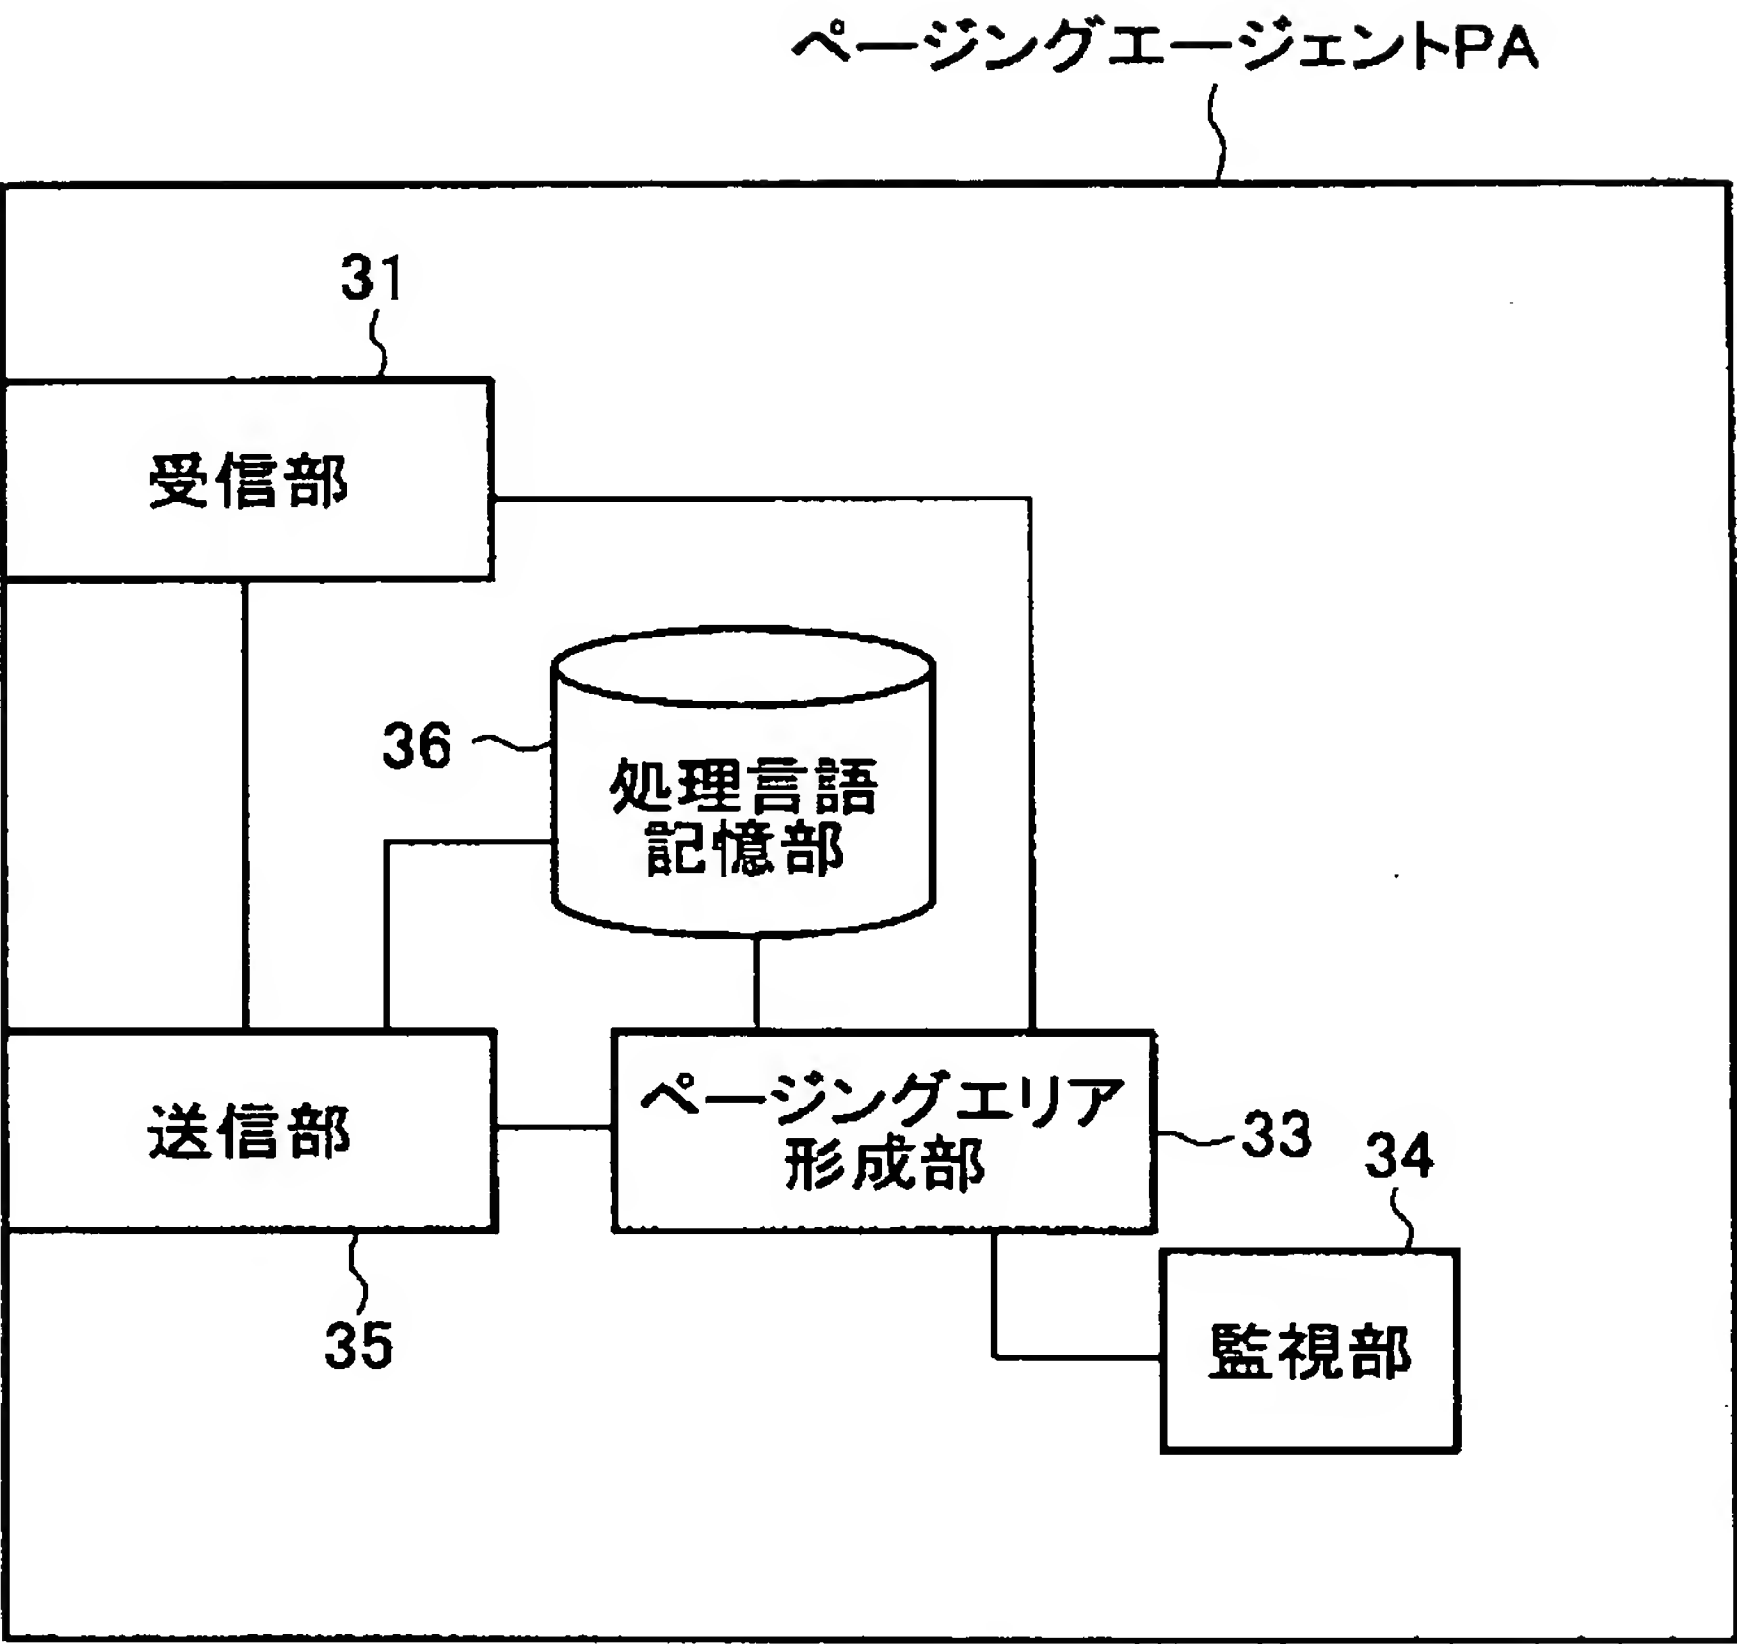 ページングエージェントPA
31
受信部
36
処理言語
記憶部
送信部
ページングエリア
形成部
33
34
35
監視部